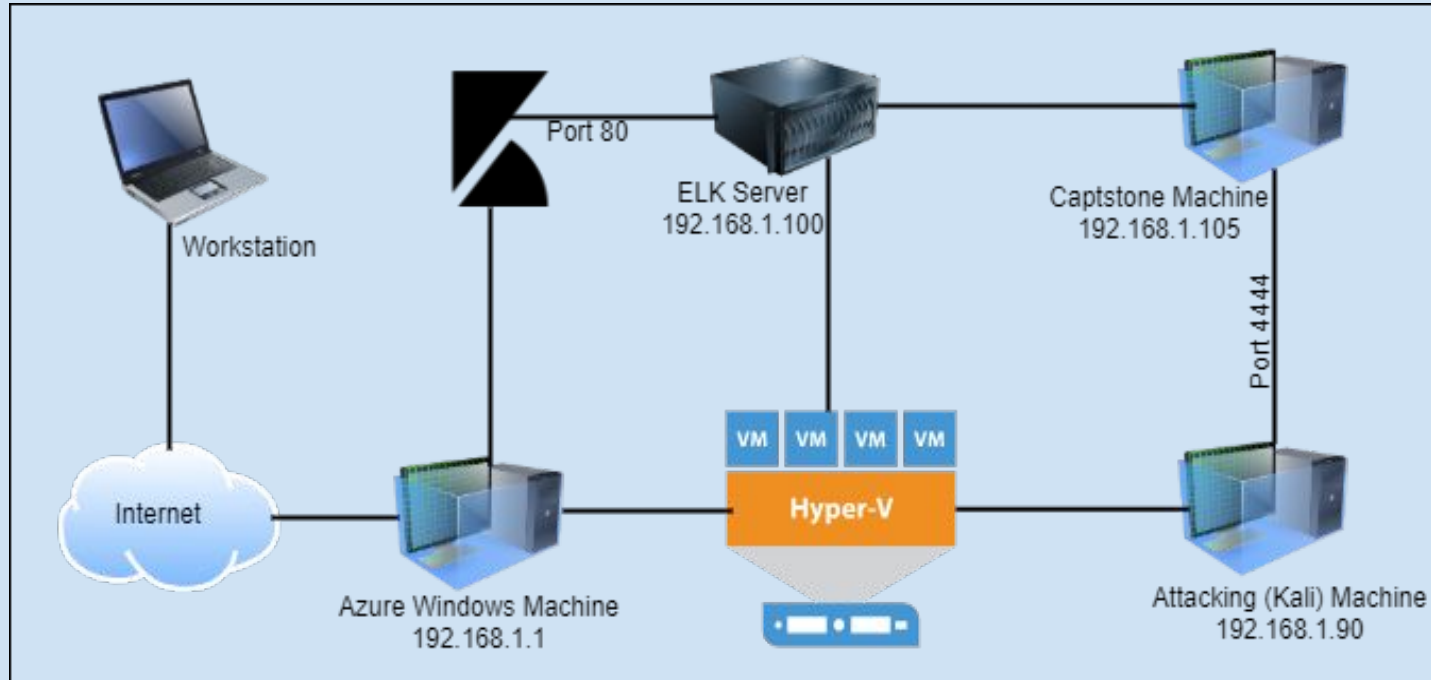 Port 80
ELK Server
192.168.1.100
Captstone Machine
192.168.1.105
Workstation
Port 4444
VM
VM
VM
VM
Hyper-V
Internet
Azure Windows Machine
192.168.1.1
Attacking (Kali) Machine
192.168.1.90